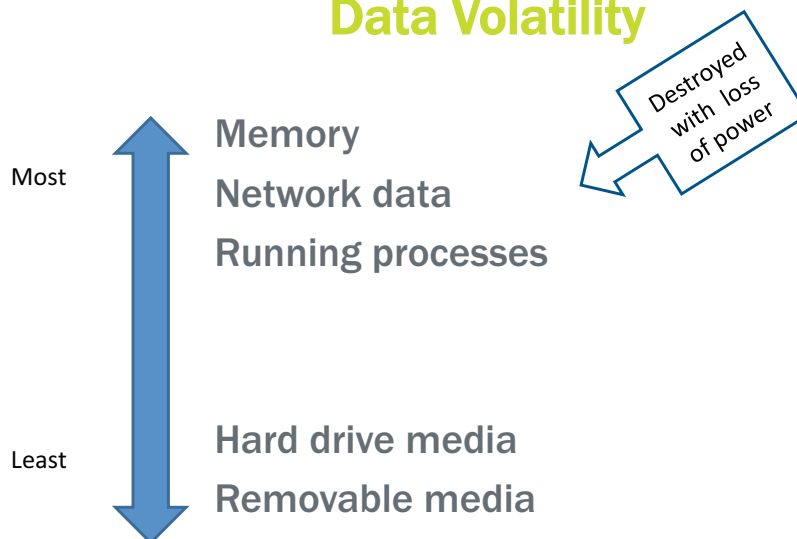 Data Volatility
Destroyed
with loss
of power
Most
Memory
Network data
Running processes
Least
Hard drive media
Removable media